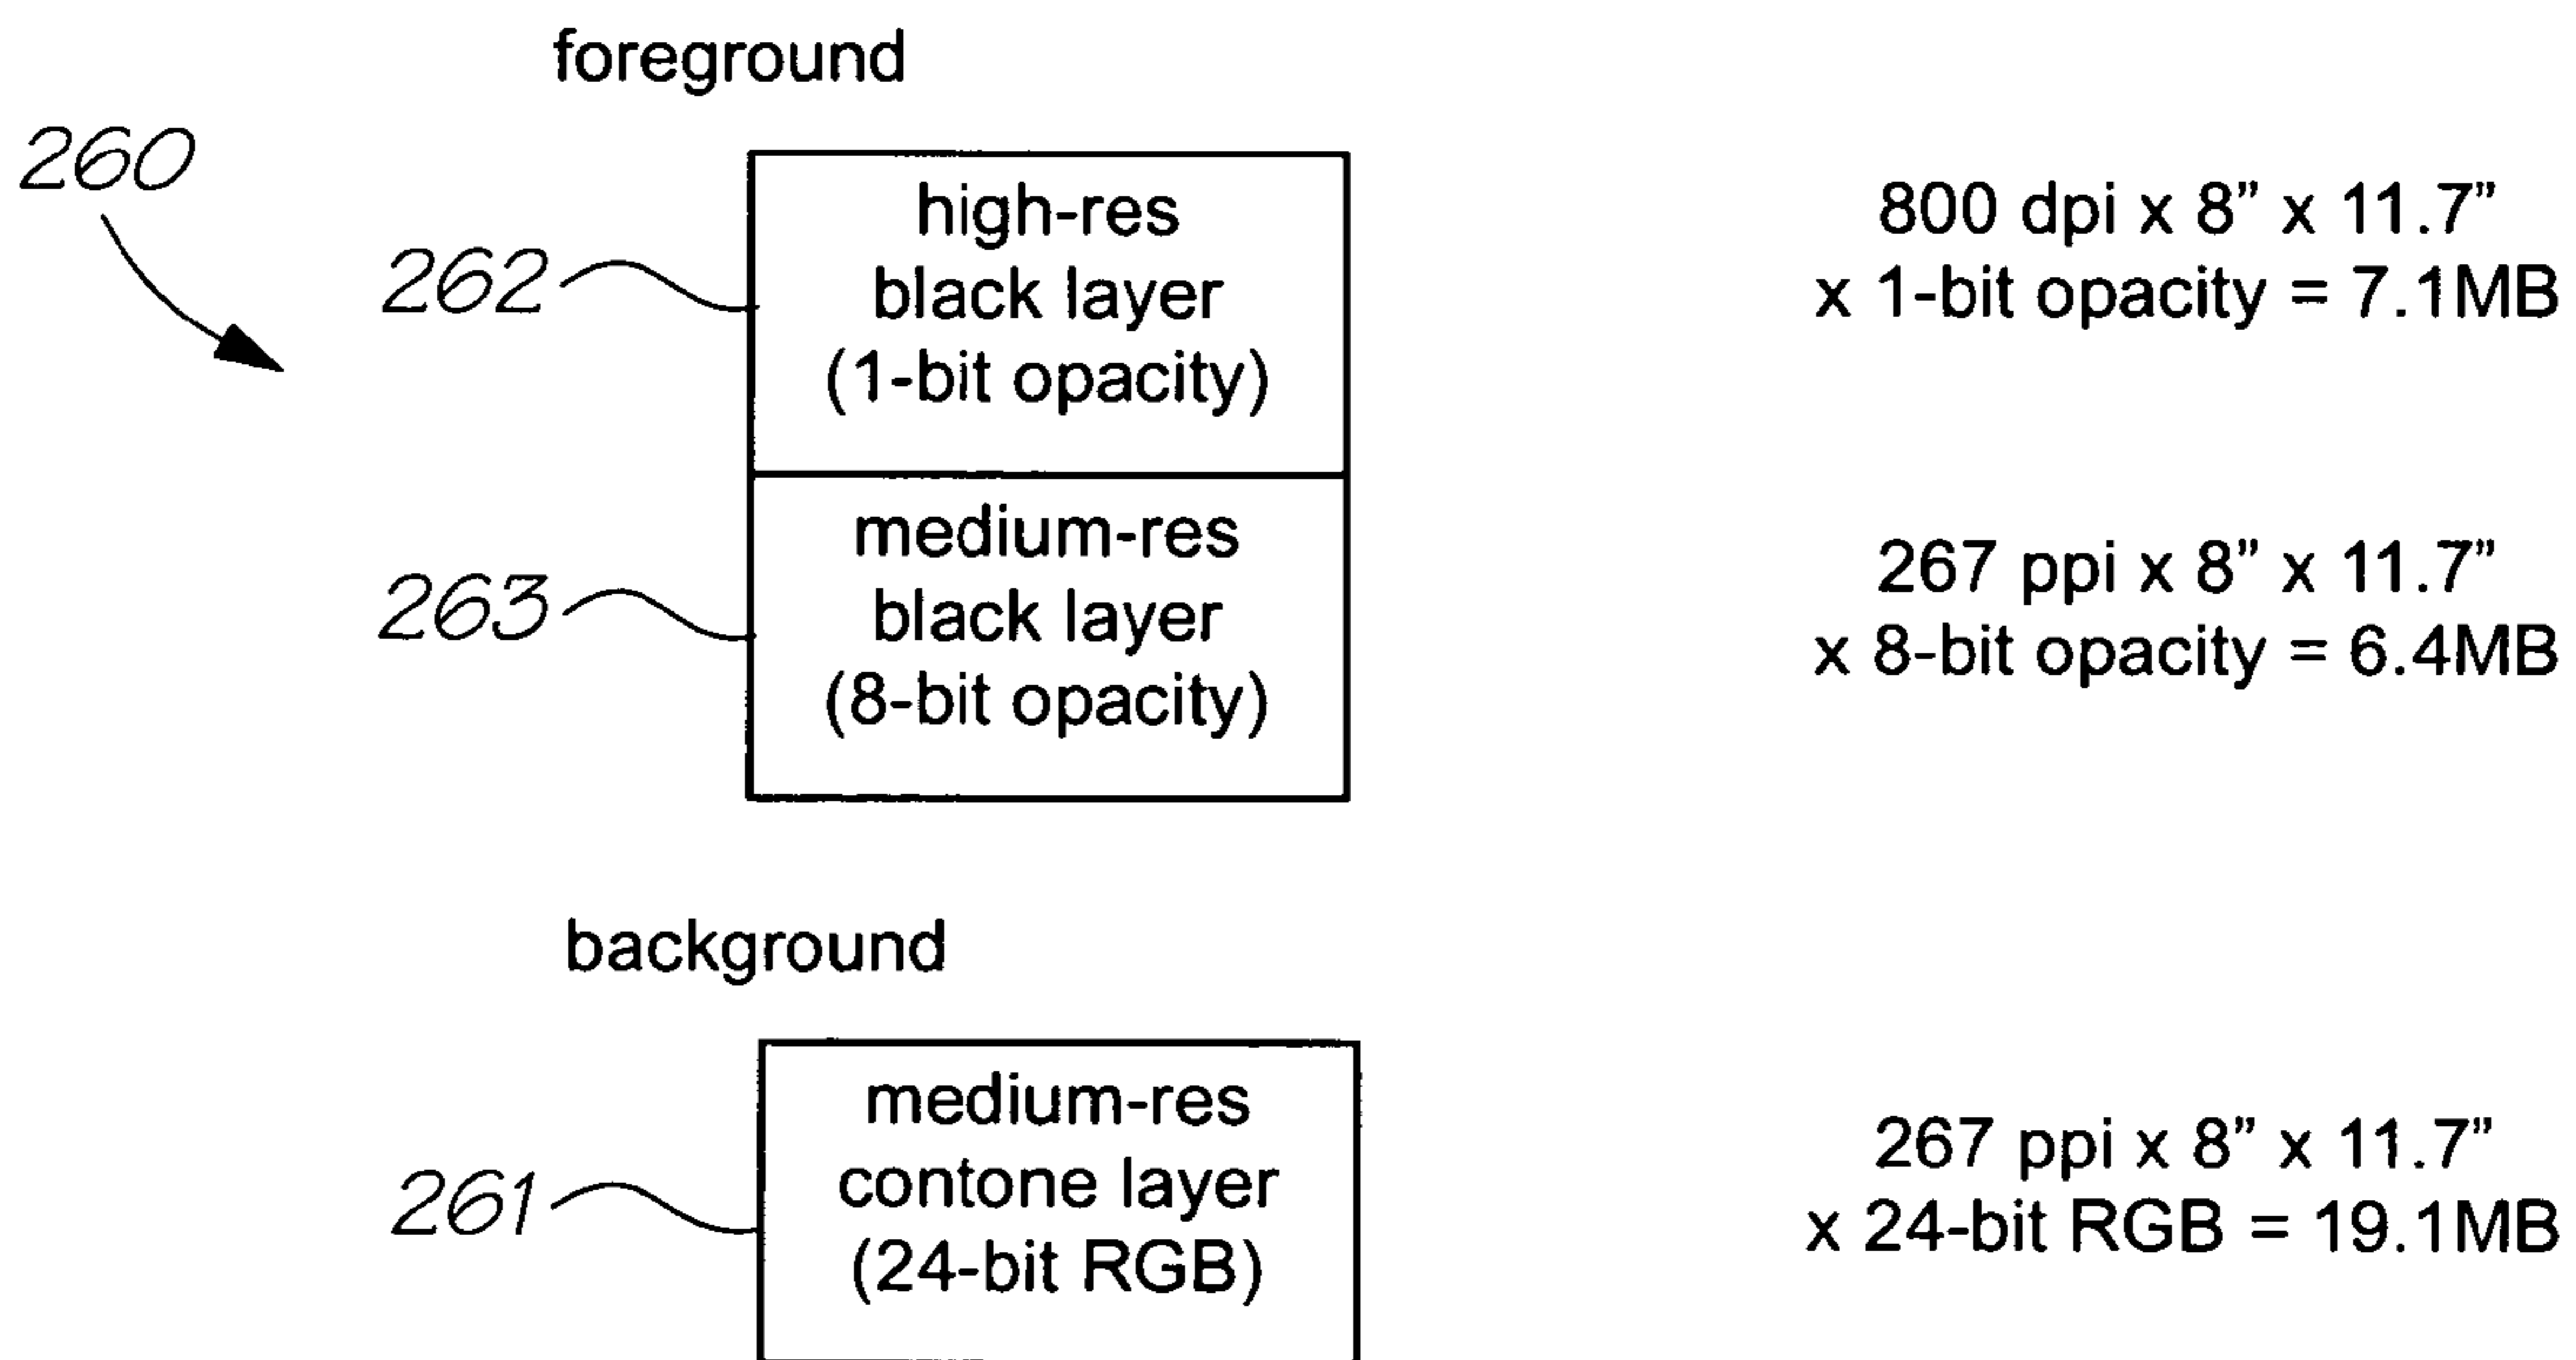 foreground
260
262
high-res
black layer
(1-bit opacity)
800 dpi x 8” x 11.7”
x 1-bit opacity = 7.1MB
263
medium-res
black layer
(8-bit opacity)
267 ppi x 8” x 11.7”
x 8-bit opacity = 6.4MB
background
261
medium-res
contone layer
(24-bit RGB)
267 ppi x 8” x 11.7”
x 24-bit RGB = 19.1MB